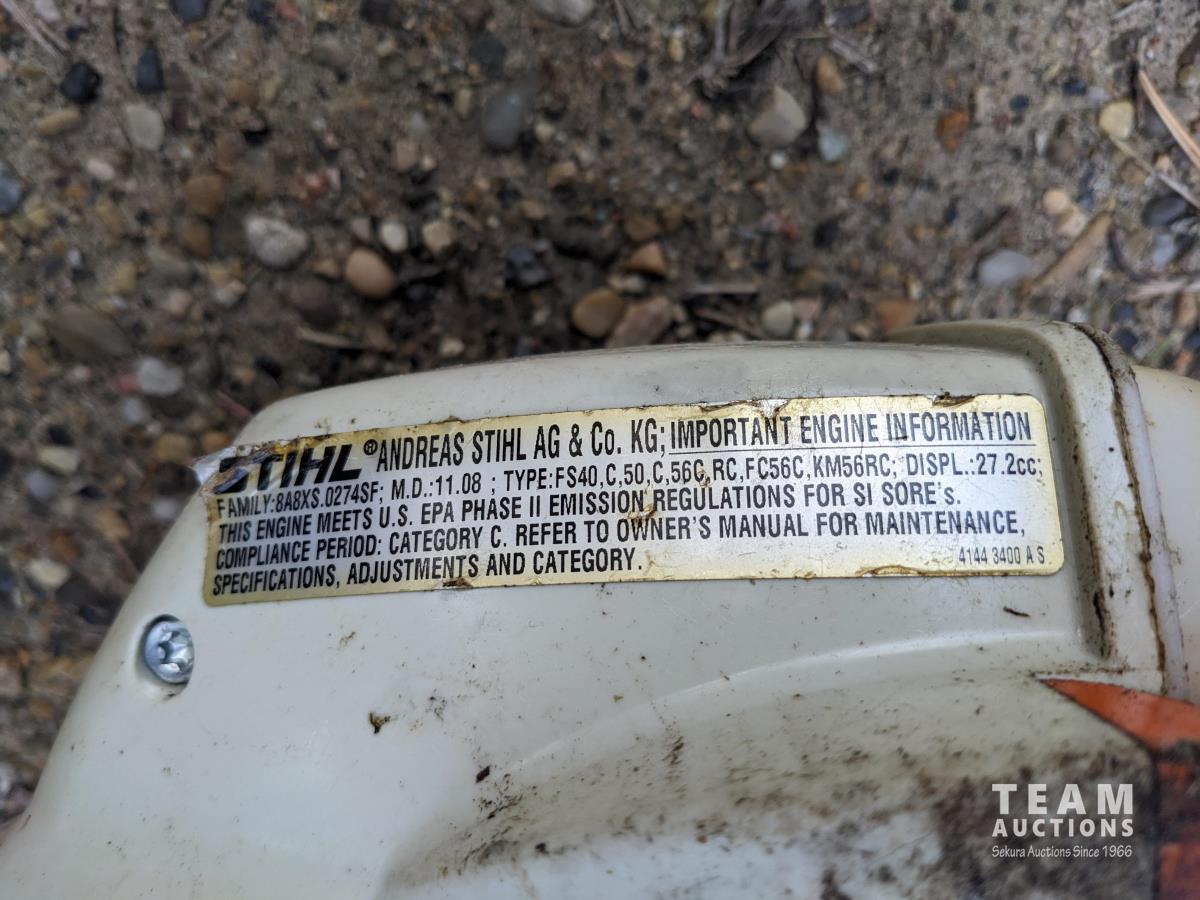 STIHL ® ANDREAS STIHL AG & Co. KG; IMPORTANT ENGINE INFORMATION
FAMILY:8A8XS.0274SF; M.D.:11.08 ; TYPE:FS40,C,50,C,56C,RC,FC56C,KM56RC; DISPL.:27.2cc;
THIS ENGINE MEETS U.S. EPA PHASE II EMISSION REGULATIONS FOR SI SORE's.
COMPLIANCE PERIOD: CATEGORY C. REFER TO OWNER'S MANUAL FOR MAINTENANCE,
SPECIFICATIONS, ADJUSTMENTS AND CATEGORY.
4144 3400 A S
TEAM
AUCTIONS
Sekura Auctions Since 1966